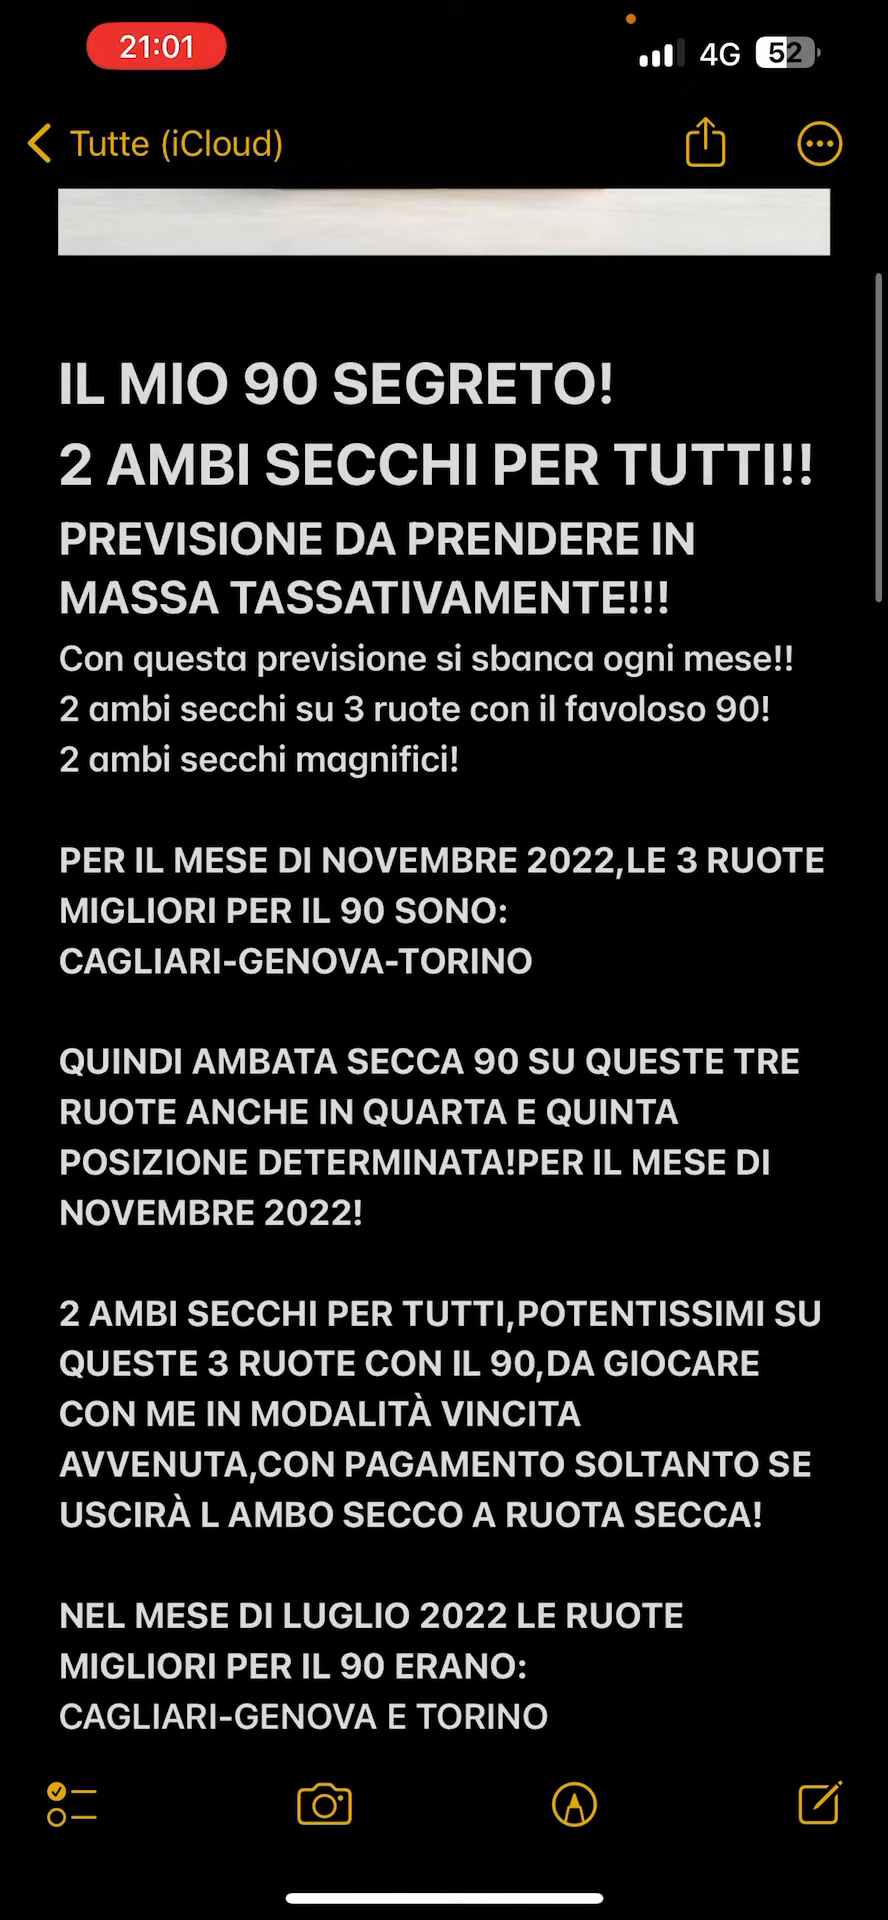 21:01
4G 52
Tutte (iCloud)
IL MIO 90 SEGRETO!
2 AMBI SECCHI PER TUTTI!!
PREVISIONE DA PRENDERE IN
MASSA TASSATIVAMENTE!!!
Con questa previsione si sbanca ogni mese!!
2 ambi secchi su 3 ruote con il favoloso 90!
2 ambi secchi magnifici!
PER IL MESE DI NOVEMBRE 2022,LE 3 RUOTE
MIGLIORI PER IL 90 SONO:
CAGLIARI-GENOVA-TORINO
QUINDI AMBATA SECCA 90 SU QUESTE TRE
RUOTE ANCHE IN QUARTA E QUINTA
POSIZIONE DETERMINATA!PER IL MESE DI
NOVEMBRE 2022!
2 AMBI SECCHI PER TUTTI,POTENTISSIMI SU
QUESTE 3 RUOTE CON IL 90,DA GIOCARE
CON ME IN MODALITÀ VINCITA
AVVENUTA,CON PAGAMENTO SOLTANTO SE
USCIRÀ L AMBO SECCO A RUOTA SECCA!
NEL MESE DI LUGLIO 2022 LE RUOTE
MIGLIORI PER IL 90 ERANO:
CAGLIARI-GENOVA E TORINO